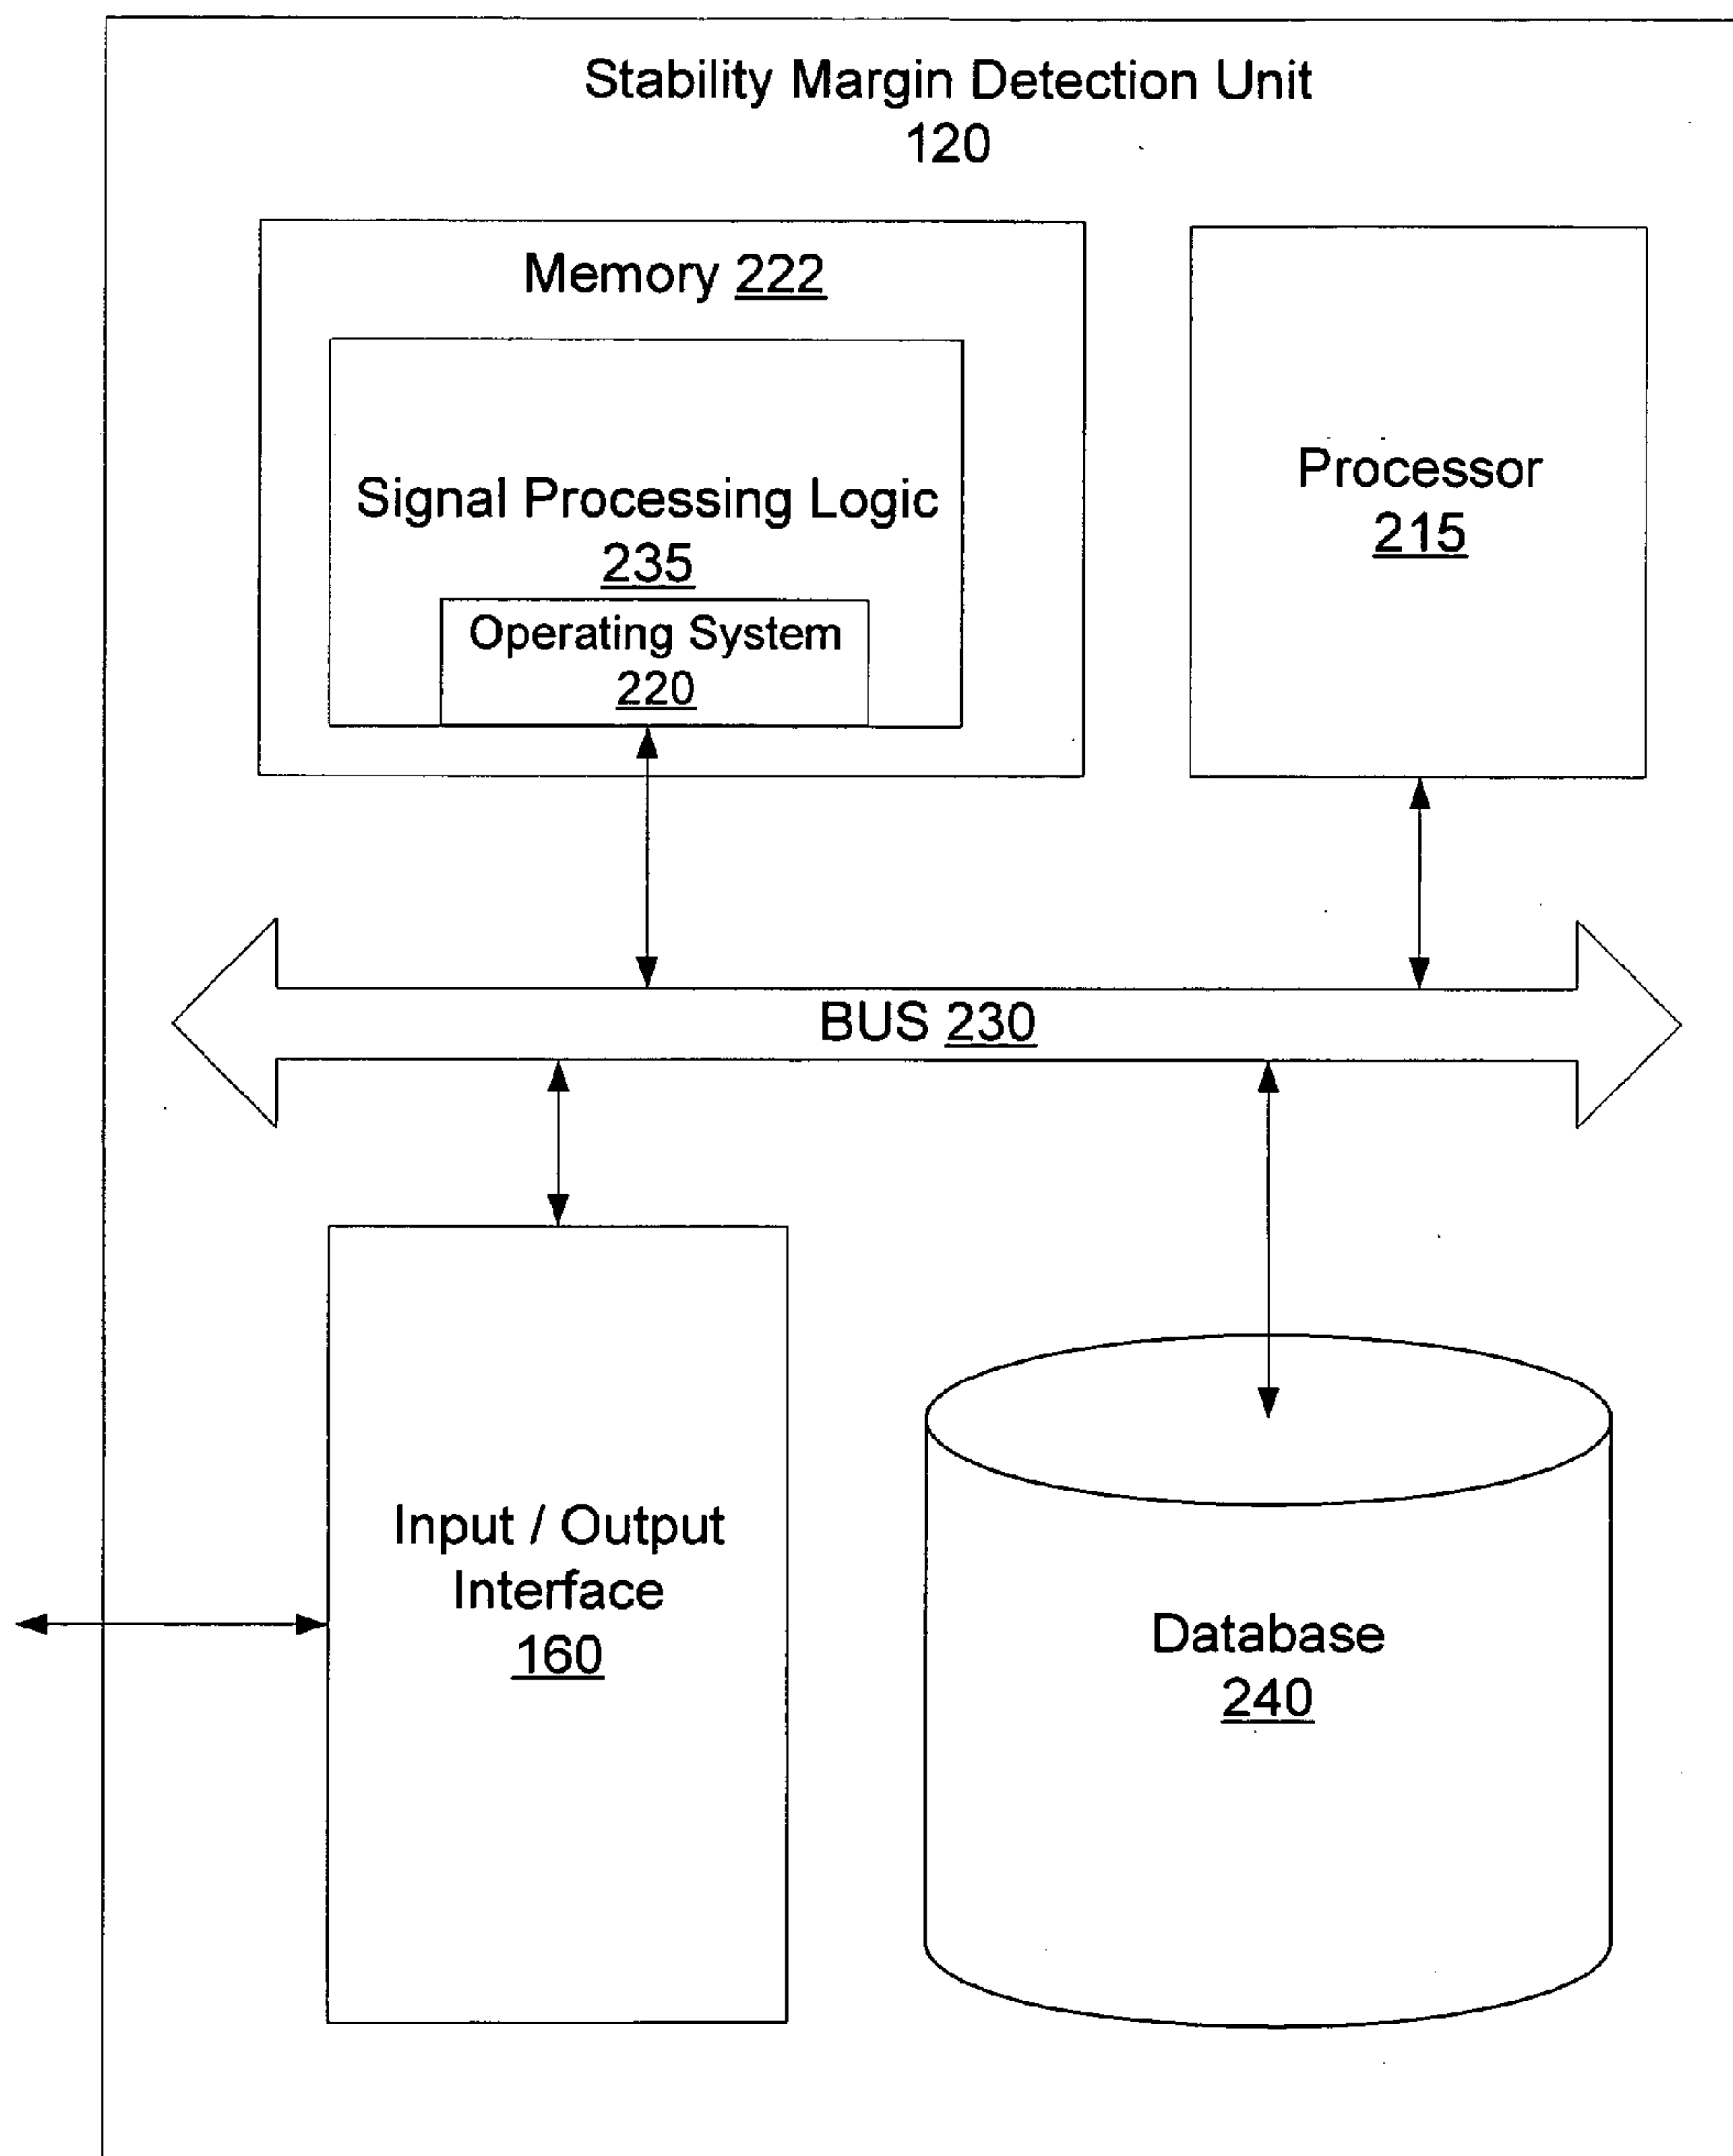 Stability Margin Detection Unit
120
Memory 222
Signal Processing Logic
235
Operating System
220
Processor
215
BUS 230
Input / Output
Interface
160
Database
240